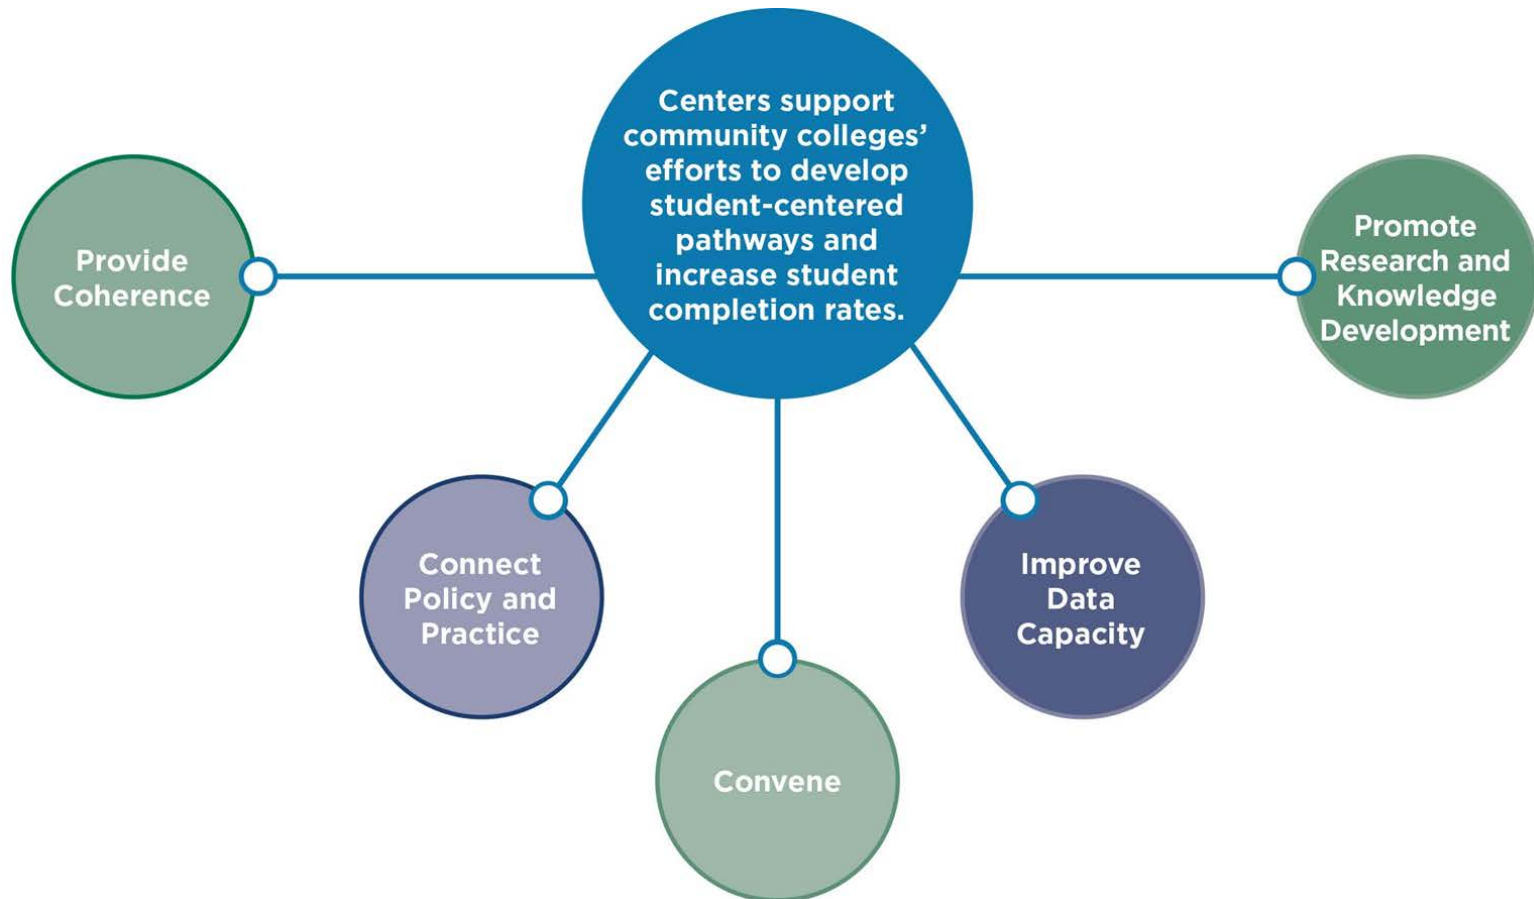 Centers support
community colleges’
efforts to develop
student-centered
pathways and
increase student
completion rates.
Provide
Coherence
Connect
Policy and
Practice
Convene
Improve
Data
Capacity
Promote
Research and
Knowledge
Development